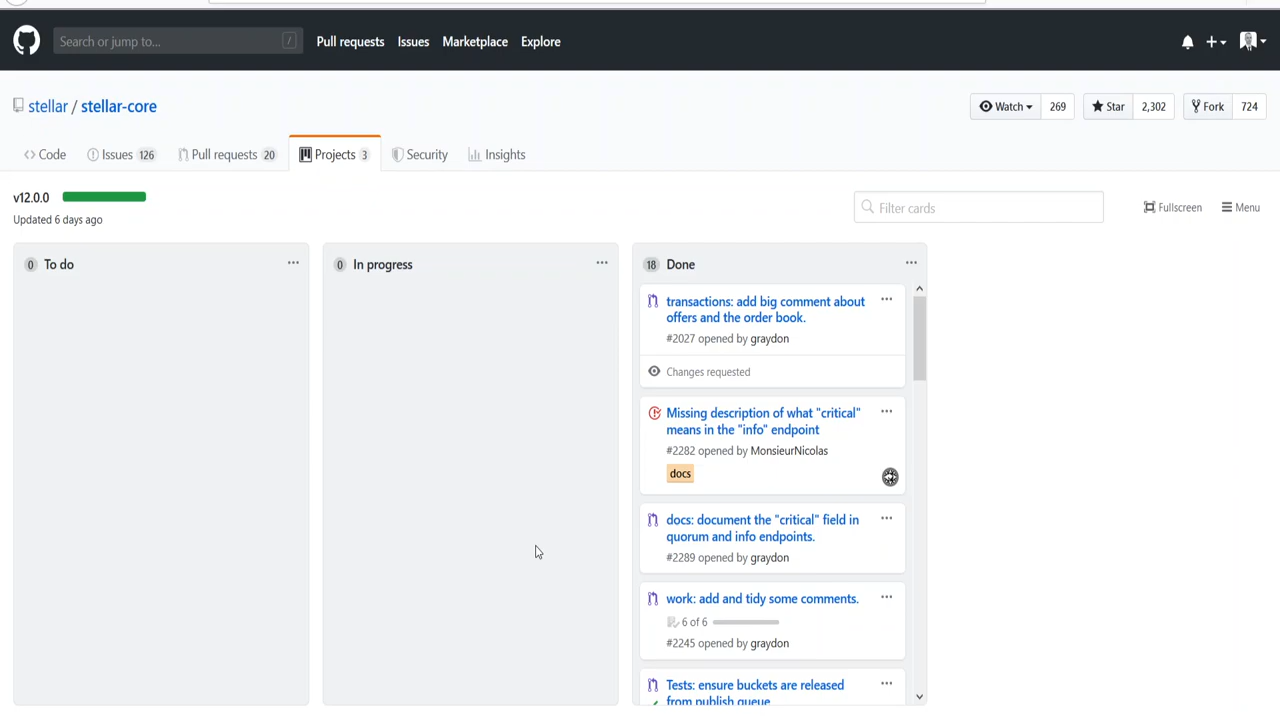 Search or jump to...
/
Pull requests
Issues
Marketplace
Explore
stellar / stellar-core
Watch
269
Star
2,302
Fork
724
Code
Issues 126
Pull requests 20
Projects 3
Security
Insights
v12.0.0
Updated 6 days ago
Filter cards
Fullscreen
Menu
0 To do
0 In progress
18 Done
transactions: add big comment about
offers and the order book.
#2027 opened by graydon
Changes requested
Missing description of what "critical"
means in the "info" endpoint
#2282 opened by MonsieurNicolas
docs
docs: document the "critical" field in
quorum and info endpoints.
#2289 opened by graydon
work: add and tidy some comments.
6 of 6
#2245 opened by graydon
Tests: ensure buckets are released
from publish queue